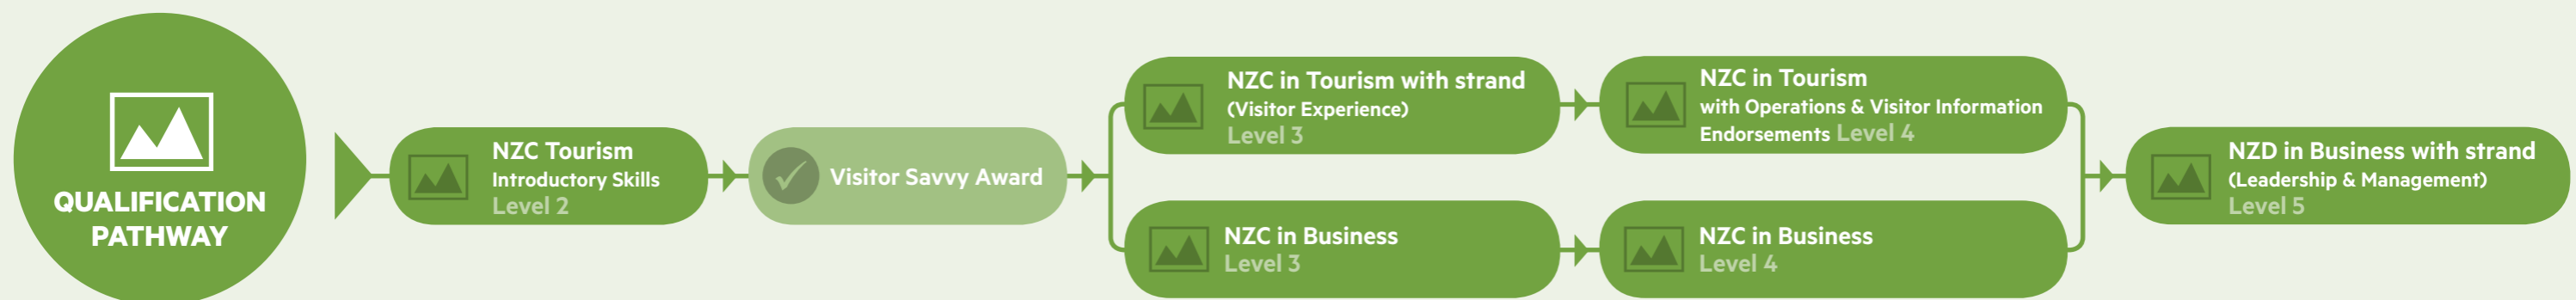 QUALIFICATION
PATHWAY
NZC Tourism
Introductory Skills
Level 2
Visitor Savvy Award
NZC in Tourism with strand
(Visitor Experience)
Level 3
NZC in Tourism
with Operations & Visitor Information
Endorsements Level 4
NZC in Business
Level 3
NZC in Business
Level 4
NZD in Business with strand
(Leadership & Management)
Level 5